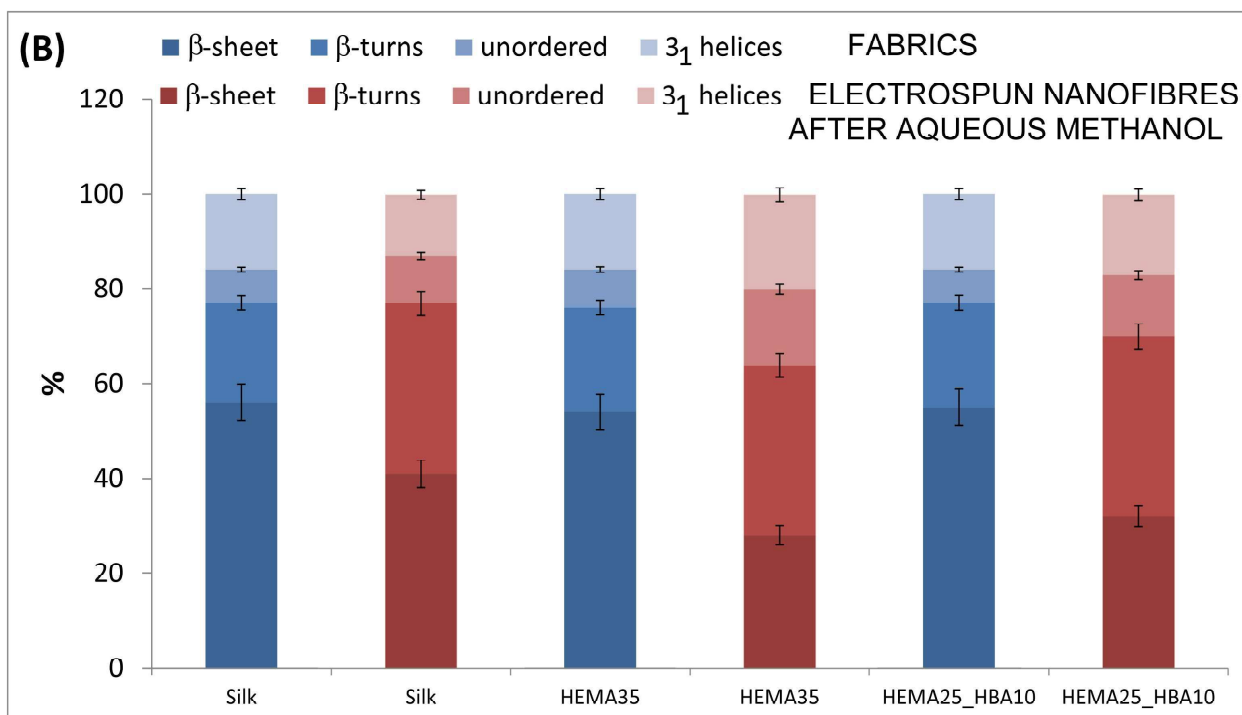 (B) β-sheet β-turns unordered 3₁ helices FABRICS
β-sheet β-turns unordered 3₁ helices ELECTROSPUN NANOFIBRES
AFTER AQUEOUS METHANOL
120
100
80
60
40
20
0
%
Silk Silk HEMA35 HEMA35 HEMA25_HBA10 HEMA25_HBA10